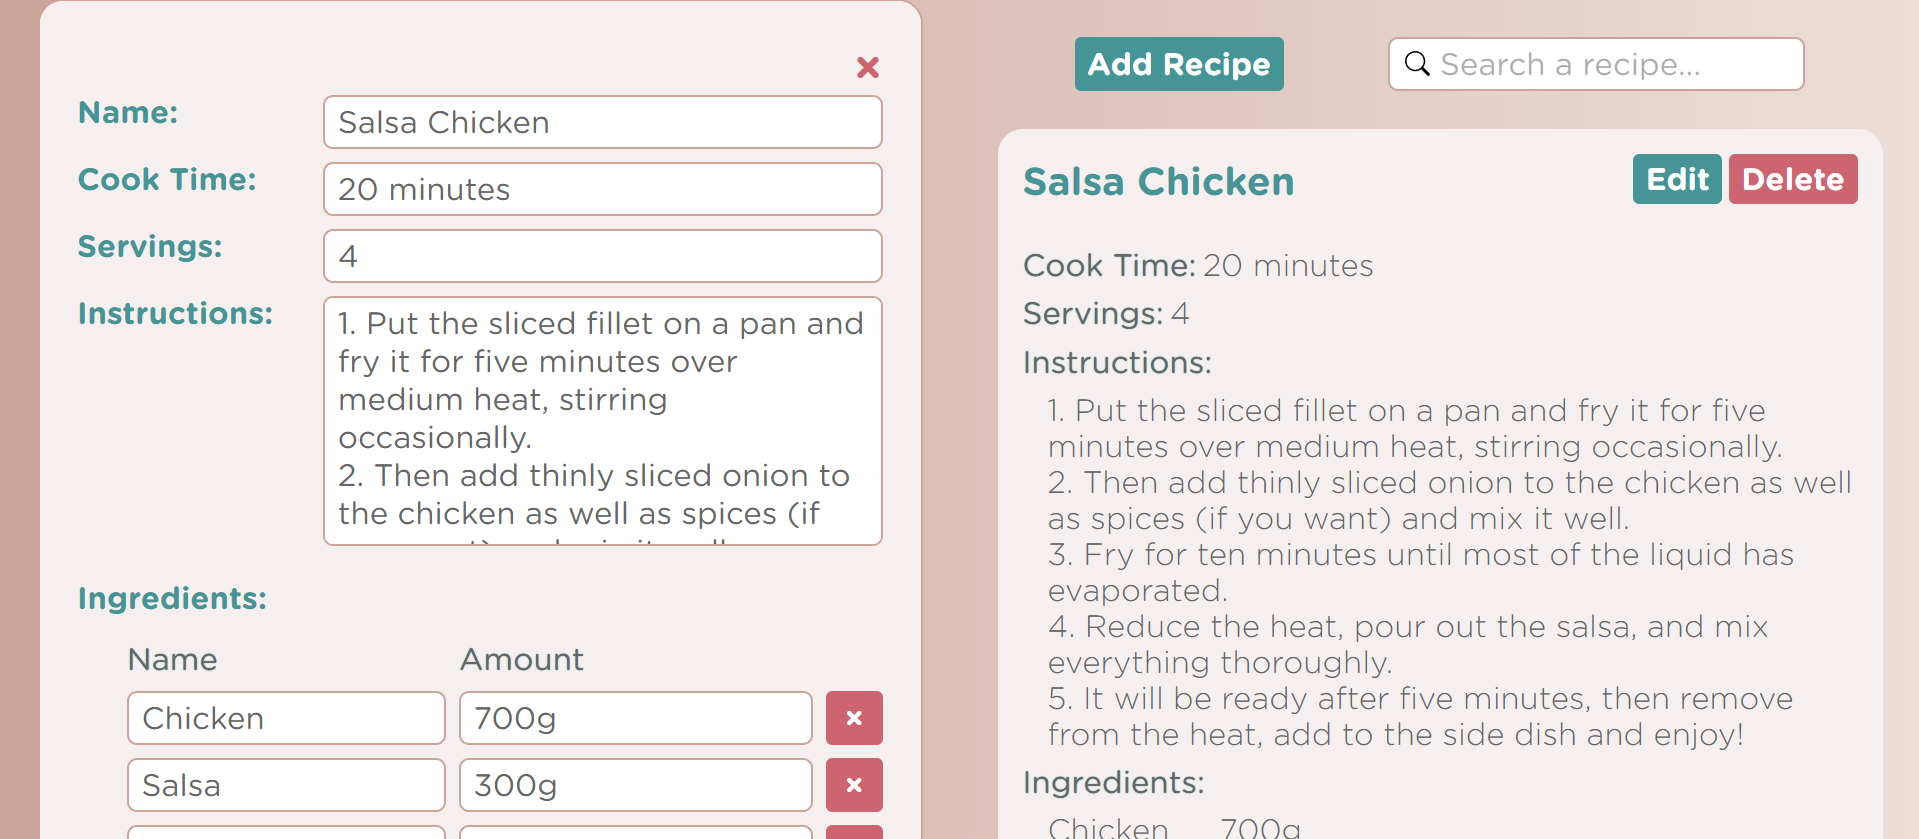 Name:
Salsa Chicken
Cook Time:
20 minutes
Servings:
4
Instructions:
1. Put the sliced fillet on a pan and
fry it for five minutes over
medium heat, stirring
occasionally.
2. Then add thinly sliced onion to
the chicken as well as spices (if
Ingredients:
Name Amount
Chicken 700g
Salsa 300g
Add Recipe
Search a recipe...
Salsa Chicken
Edit Delete
Cook Time: 20 minutes
Servings: 4
Instructions:
1. Put the sliced fillet on a pan and fry it for five
minutes over medium heat, stirring occasionally.
2. Then add thinly sliced onion to the chicken as well
as spices (if you want) and mix it well.
3. Fry for ten minutes until most of the liquid has
evaporated.
4. Reduce the heat, pour out the salsa, and mix
everything thoroughly.
5. It will be ready after five minutes, then remove
from the heat, add to the side dish and enjoy!
Ingredients:
Chicken 700g